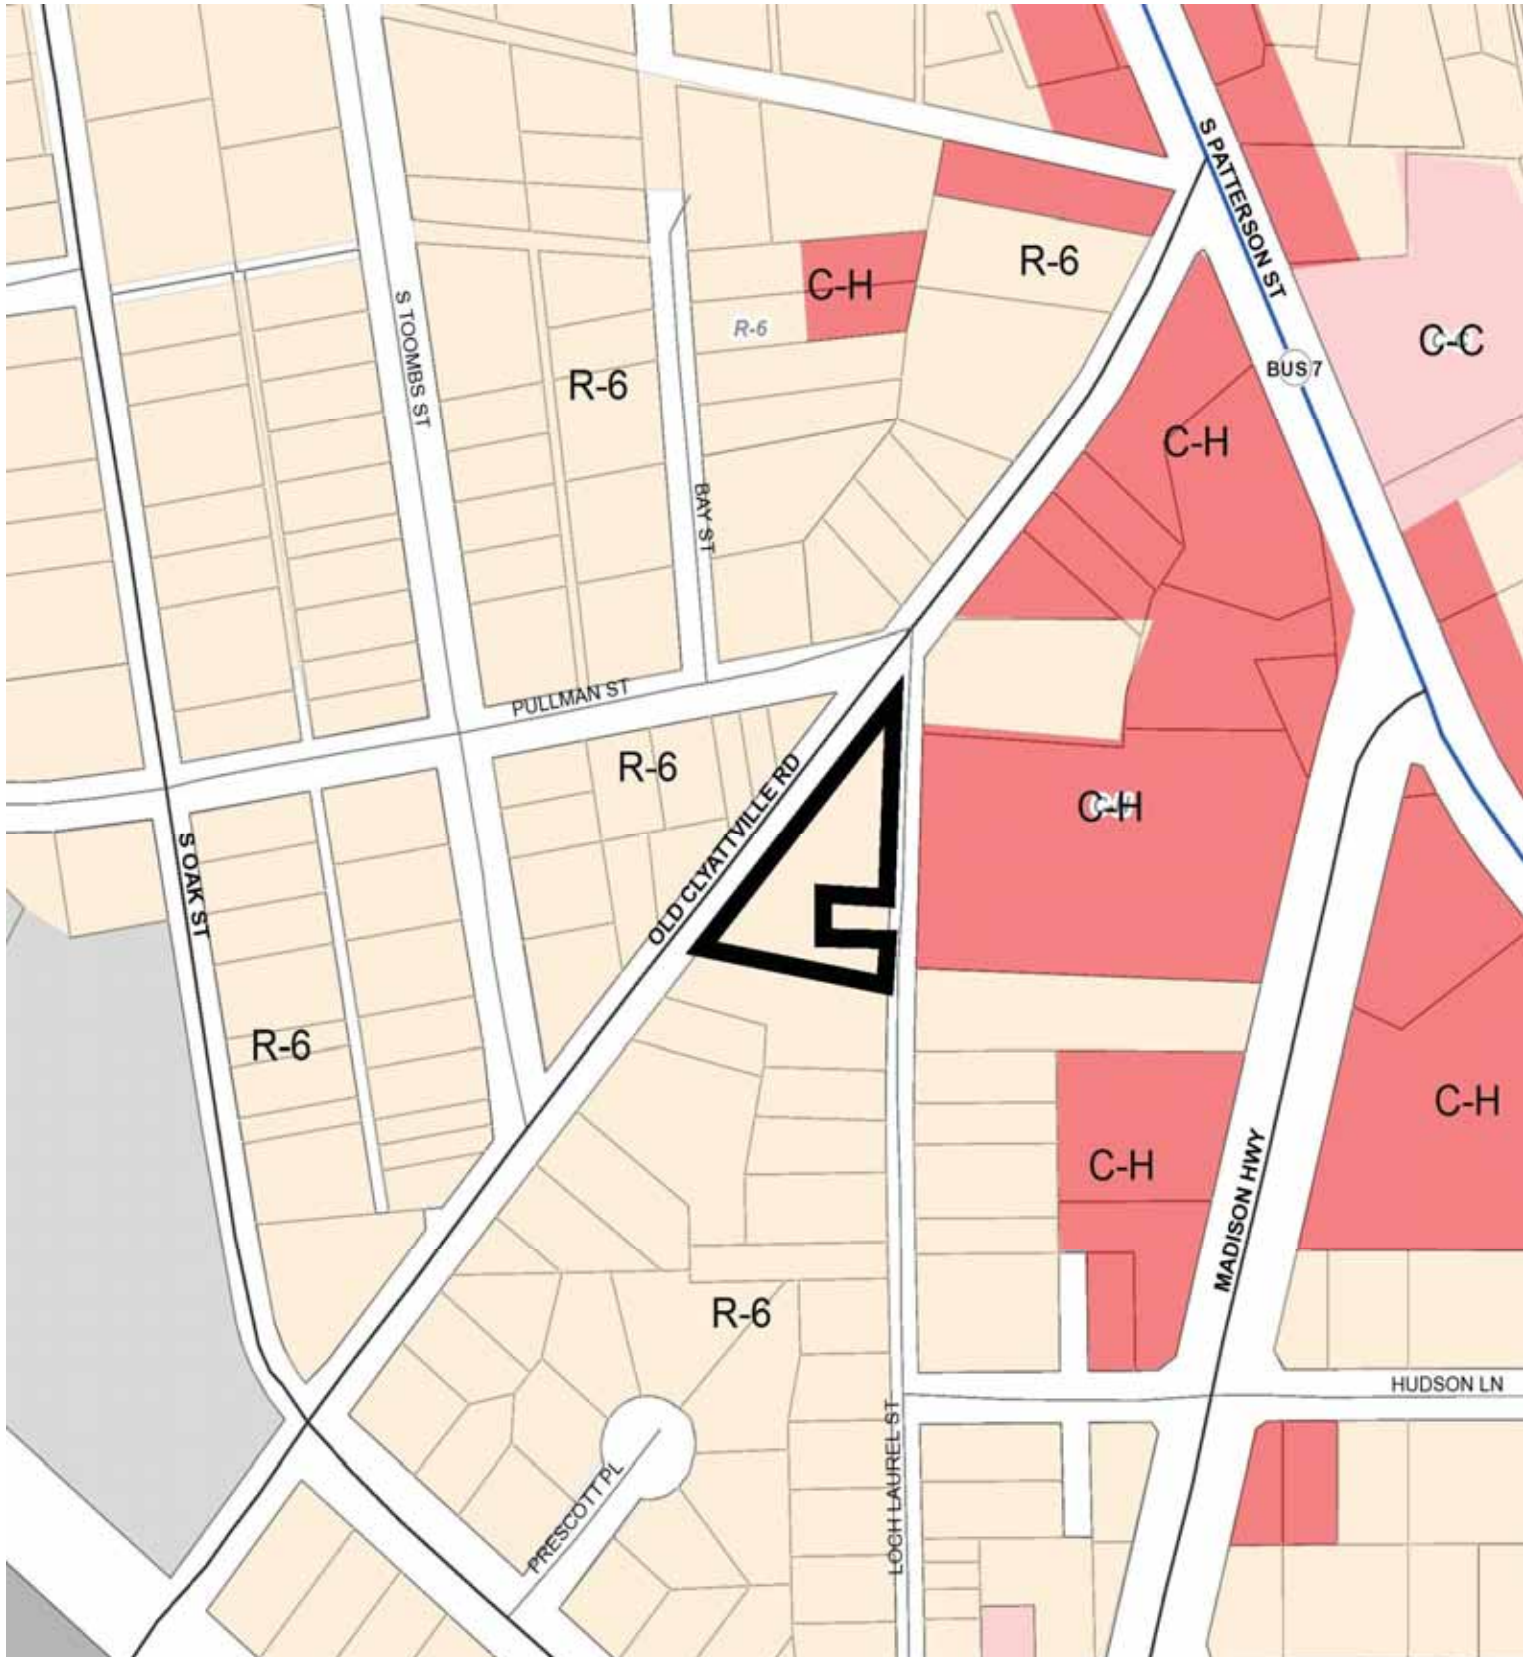 S PATTERSON ST
R-6
C-H
S TOOMBS ST
R-6
C-C
BUS 7
R-6
C-H
BAY ST
PULLMAN ST
R-6
OLD CLYATTVILLE RD
C-H
S OAK ST
R-6
C-H
C-H
MADISON HWY
R-6
HUDSON LN
LOCH LAUREL ST
PRESCOTT PL